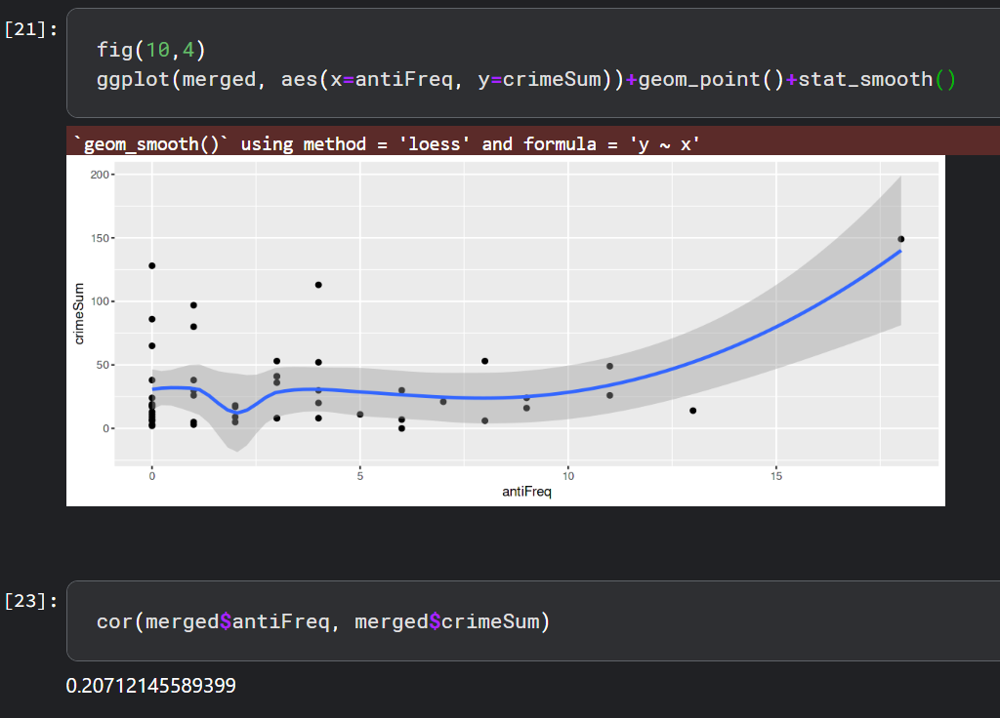 [21]:
fig(10,4)
ggplot(merged, aes(x=antiFreq, y=crimeSum))+geom_point()+stat_smooth()
`geom_smooth()` using method = 'loess' and formula = 'y ~ x'
200
150
100
50
0
crimeSum
0 5 10 15
antiFreq
[23]:
cor(merged$antiFreq, merged$crimeSum)
0.20712145589399